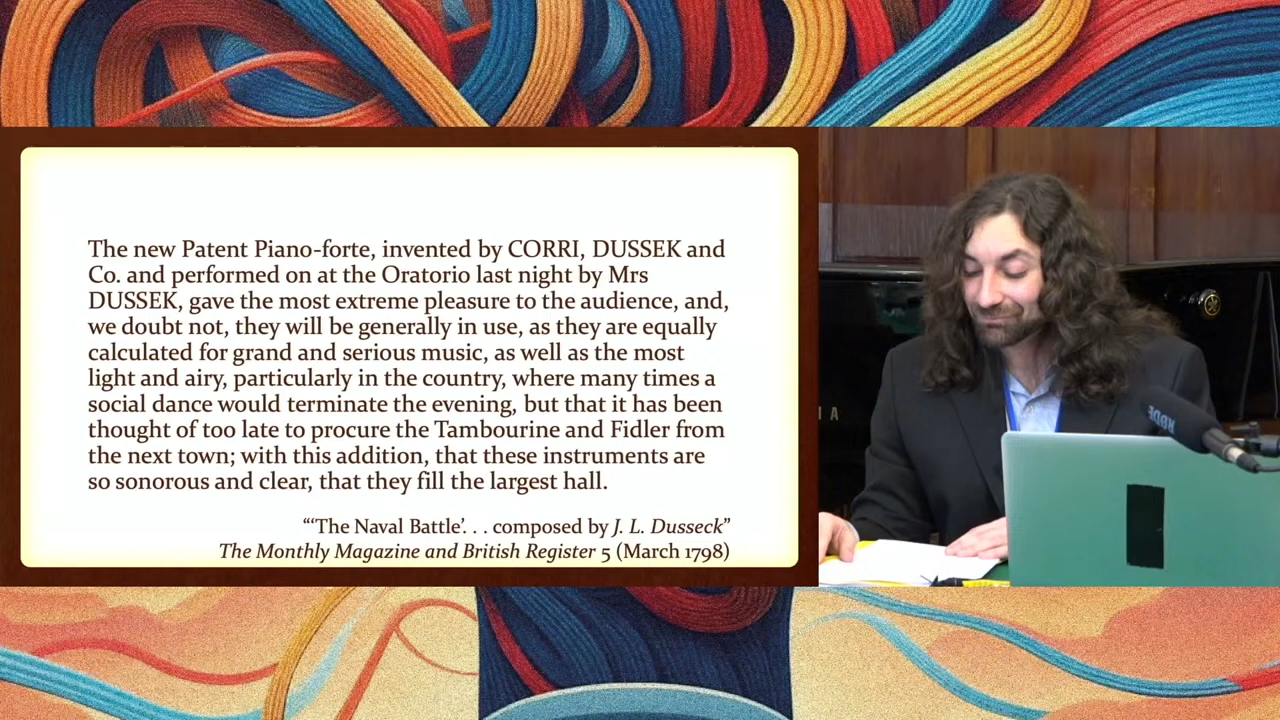 The new Patent Piano-forte, invented by CORRI, DUSSEK and
Co. and performed on at the Oratorio last night by Mrs
DUSSEK, gave the most extreme pleasure to the audience, and,
we doubt not, they will be generally in use, as they are equally
calculated for grand and serious music, as well as the most
light and airy, particularly in the country, where many times a
social dance would terminate the evening, but that it has been
thought of too late to procure the Tambourine and Fidler from
the next town; with this addition, that these instruments are
so sonorous and clear, that they fill the largest hall.
“‘The Naval Battle’. . . composed by J. L. Dusseck”
The Monthly Magazine and British Register 5 (March 1798)